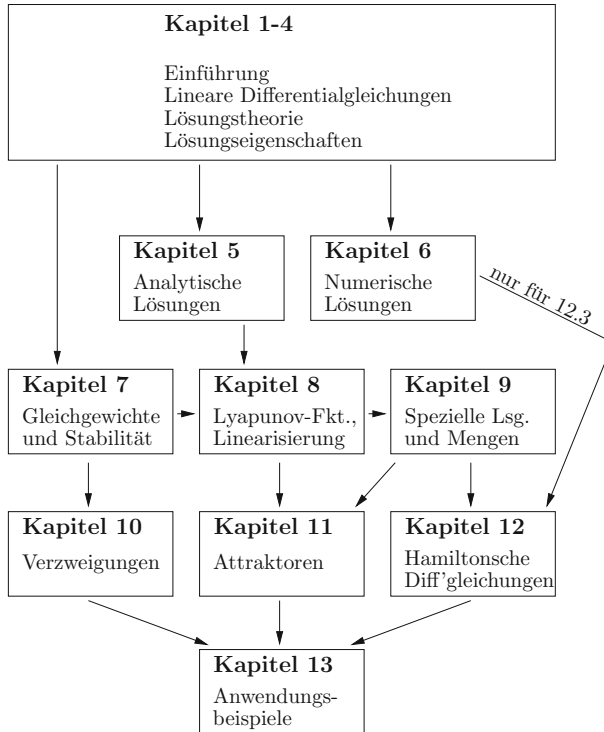 Kapitel 1-4
Einführung
Lineare Differentialgleichungen
Lösungstheorie
Lösungseigenschaften
Kapitel 5
Analytische
Lösungen
Kapitel 6
Numerische
Lösungen
nur für 12.3
Kapitel 7
Gleichgewichte
und Stabilität
Kapitel 8
Lyapunov-Fkt.,
Linearisierung
Kapitel 9
Spezielle Lsg.
und Mengen
Kapitel 10
Verzweigungen
Kapitel 11
Attraktoren
Kapitel 12
Hamiltonsche
Diff'gleichungen
Kapitel 13
Anwendungs-
beispiele